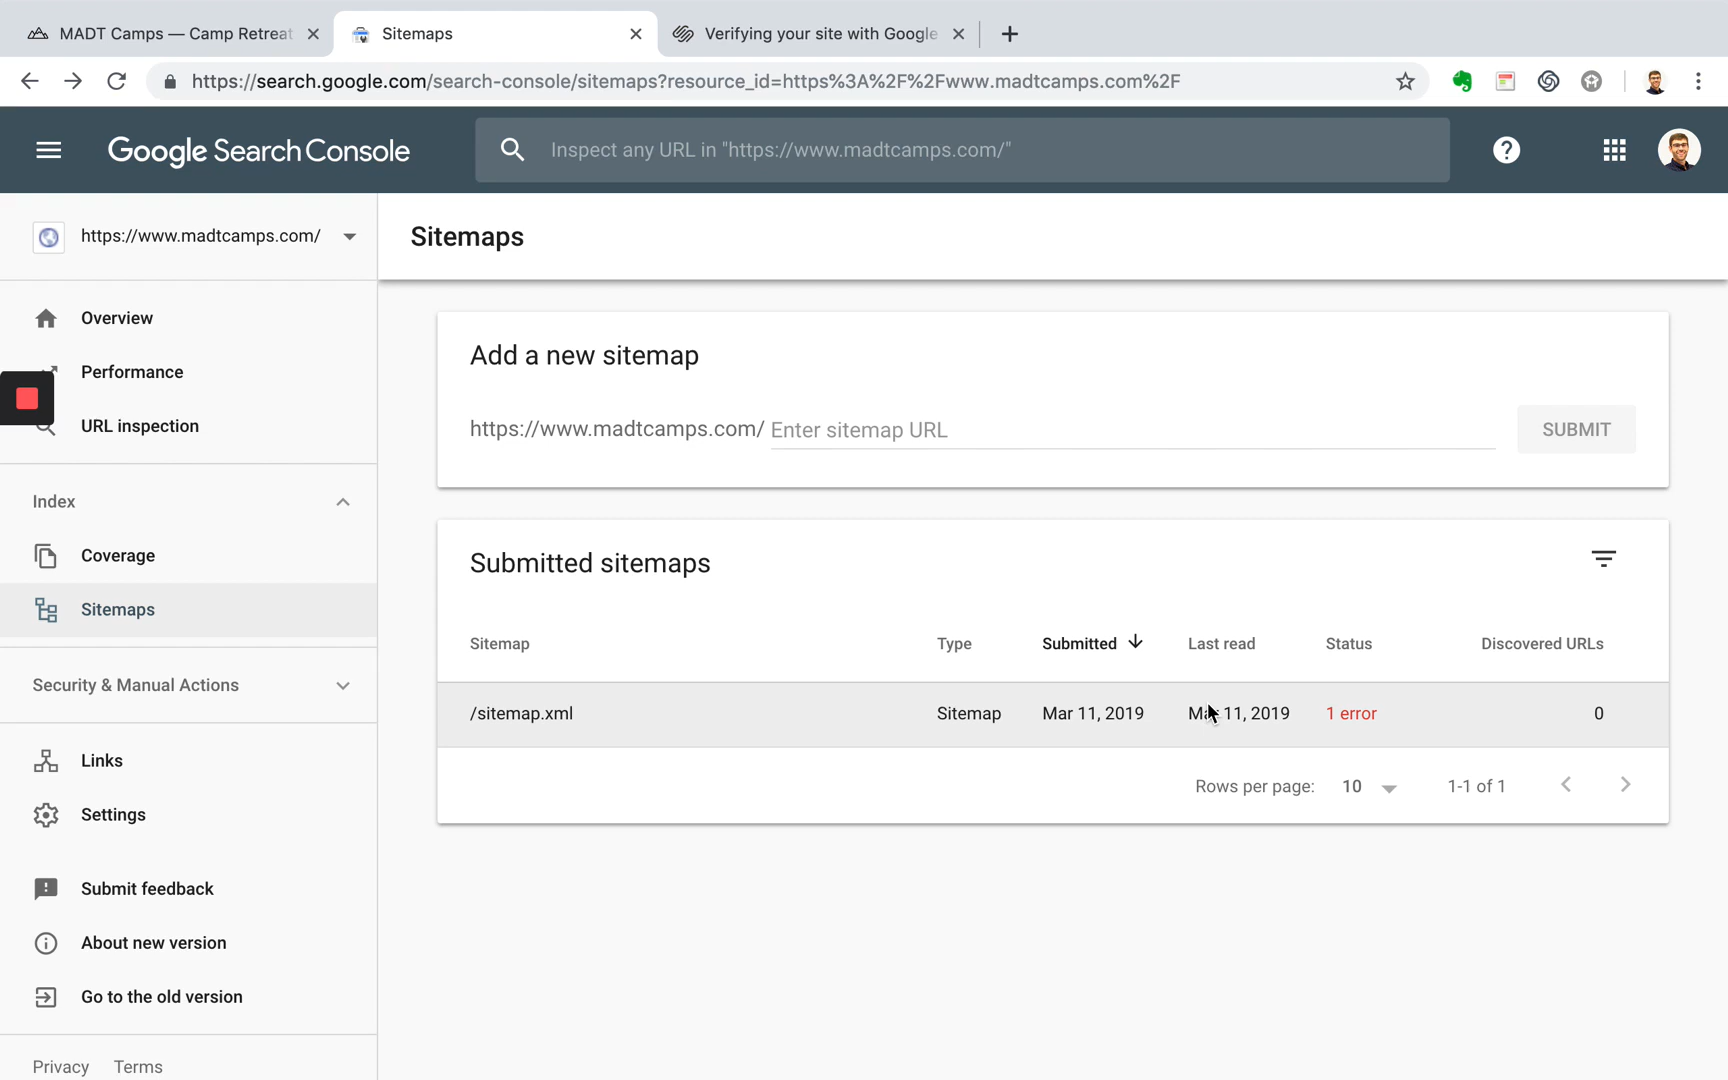 MADT Camps — Camp Retreat
Sitemaps
Verifying your site with Google
https://search.google.com/search-console/sitemaps?resource_id=https%3A%2F%2Fwww.madtcamps.com%2F
Google Search Console
Inspect any URL in "https://www.madtcamps.com/"
https://www.madtcamps.com/
Sitemaps
Overview
Performance
URL inspection
Index
Coverage
Sitemaps
Security & Manual Actions
Links
Settings
Submit feedback
About new version
Go to the old version
Privacy Terms
Add a new sitemap
https://www.madtcamps.com/ Enter sitemap URL
SUBMIT
Submitted sitemaps
Sitemap Type Submitted Last read Status Discovered URLs
/sitemap.xml Sitemap Mar 11, 2019 Mar 11, 2019 1 error 0
Rows per page: 10 1-1 of 1